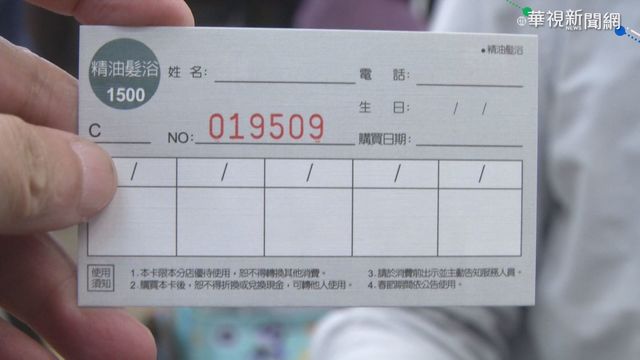 華視新聞網
NEWS
精油髮浴
1500
●精油髮浴
姓名：
電話：
生日： / /
C
NO: 019509
購買日期：
/ / / / /
使用須知
1.本卡限本分店優待使用，恕不得轉換其他消費。
2.購買本卡後，恕不得折換或兌換現金，可轉他人使用。
3.請於消費前出示並主動告知服務人員。
4.春節期間依公告使用。